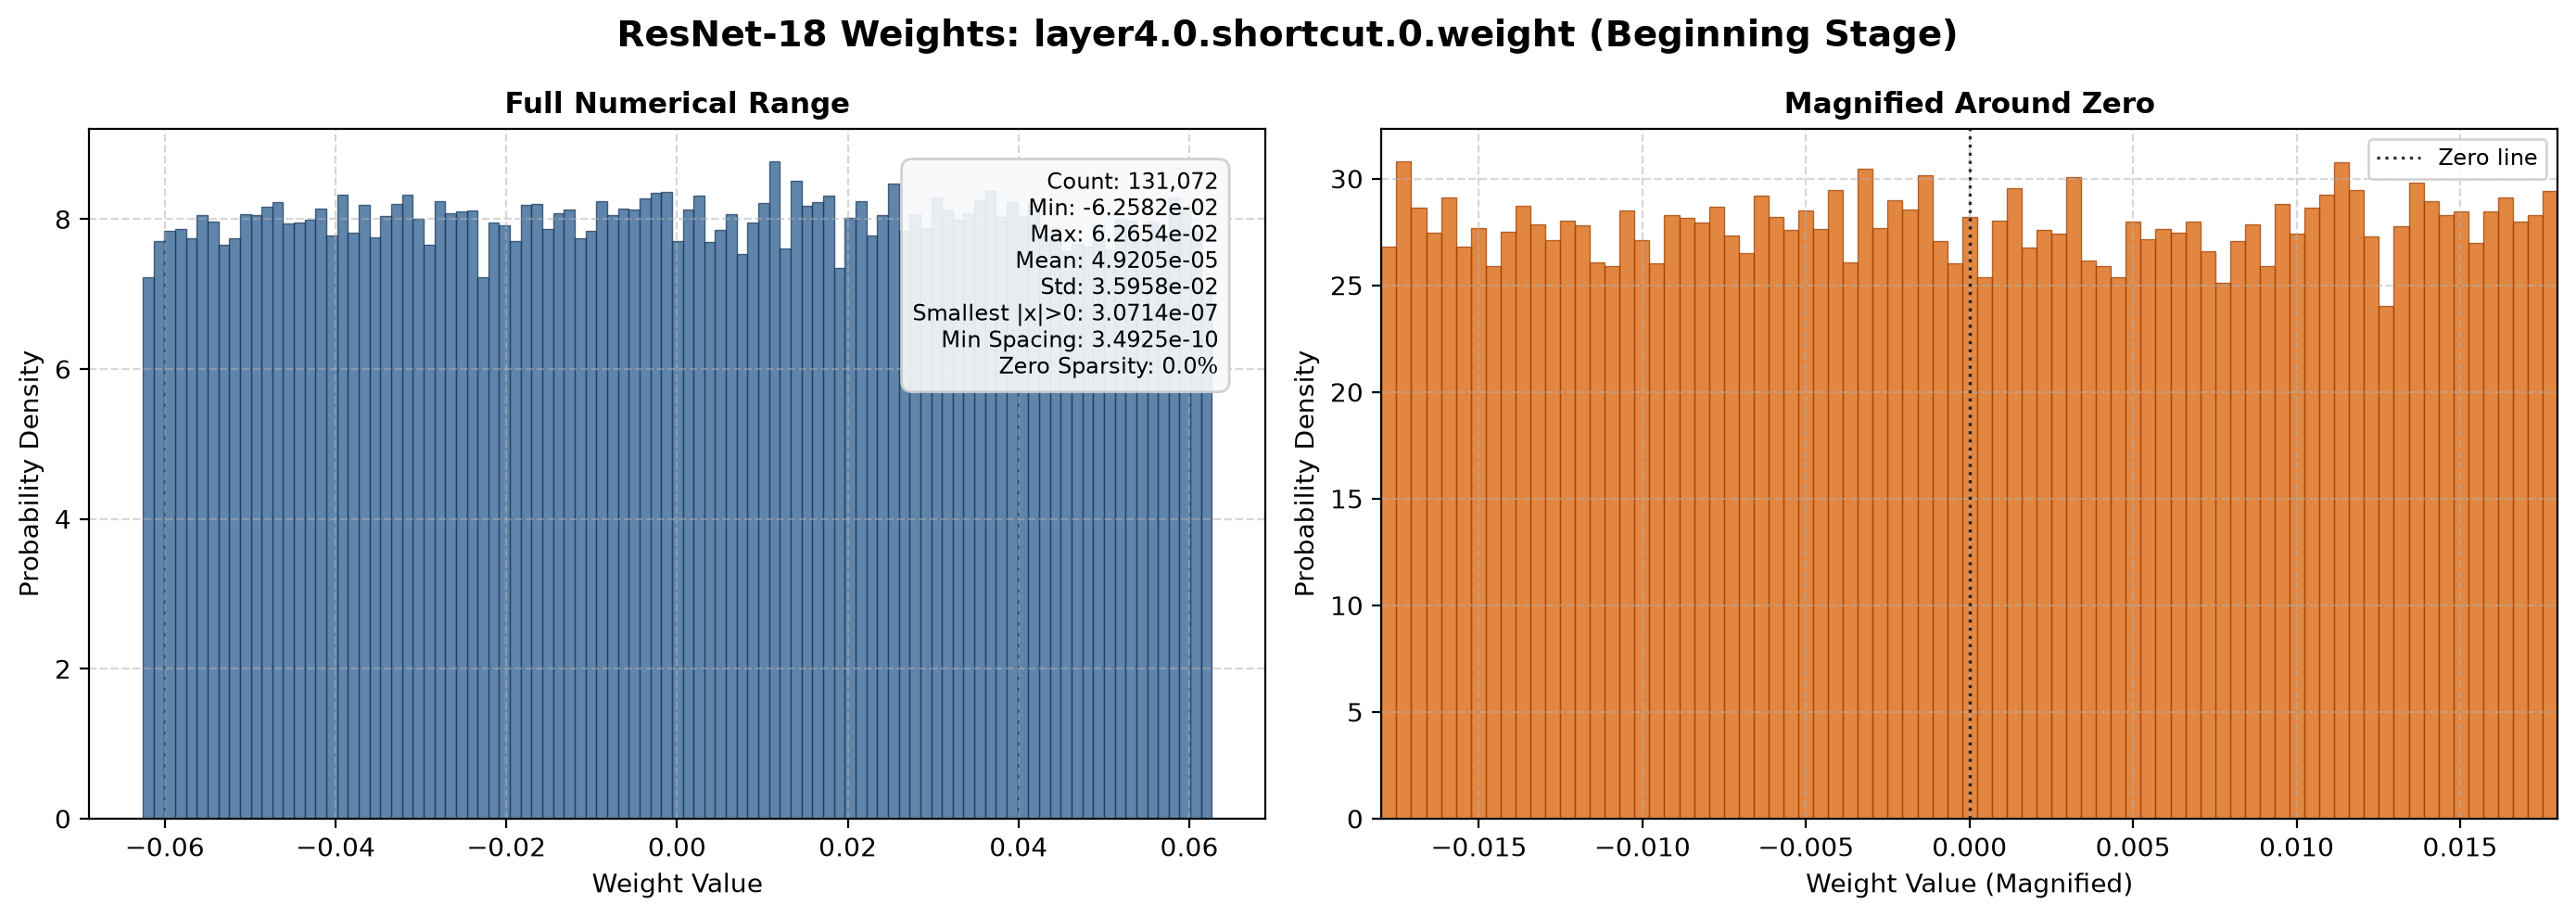 ResNet-18 Weights: layer4.0.shortcut.0.weight (Beginning Stage)
Full Numerical Range
Probability Density
8
6
4
2
0
Count: 131,072
Min: -6.2582e-02
Max: 6.2654e-02
Mean: 4.9205e-05
Std: 3.5958e-02
Smallest |x|>0: 3.0714e-07
Min Spacing: 3.4925e-10
Zero Sparsity: 0.0%
−0.06 −0.04 −0.02 0.00 0.02 0.04 0.06
Weight Value
Magnified Around Zero
Probability Density
30
25
20
15
10
5
0
Zero line
−0.015 −0.010 −0.005 0.000 0.005 0.010 0.015
Weight Value (Magnified)